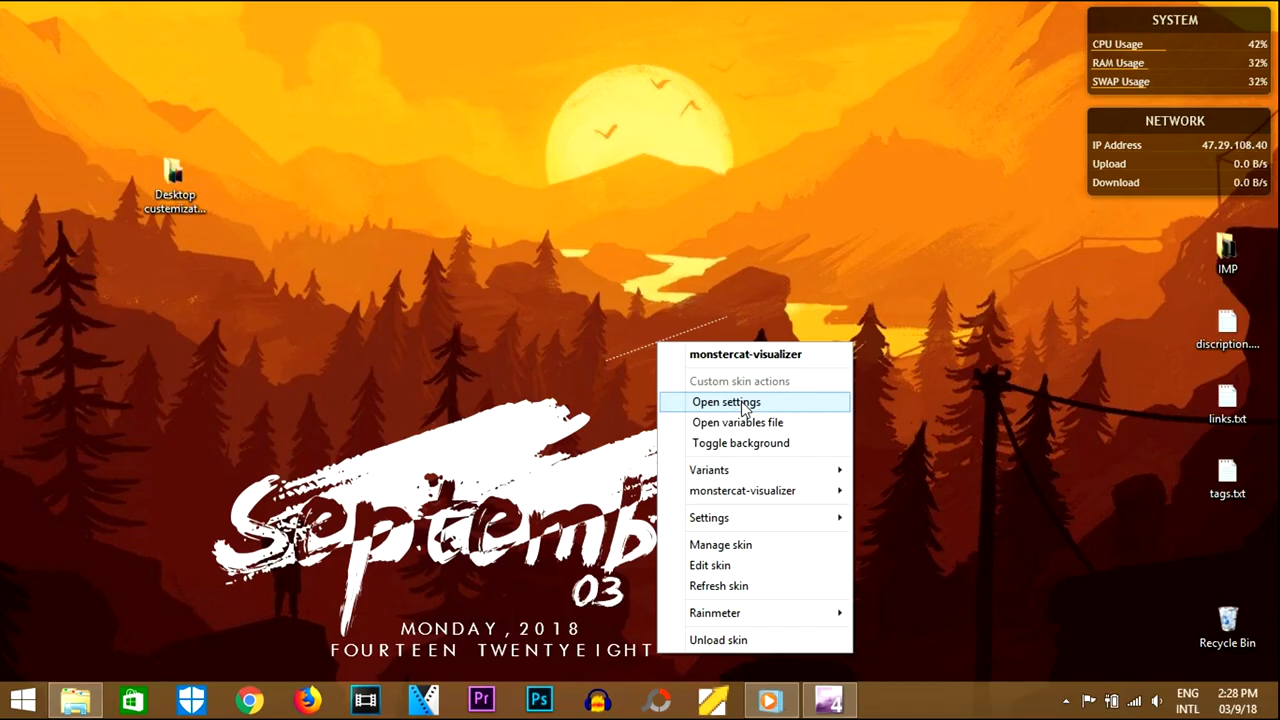 SYSTEM
CPU Usage 42%
RAM Usage 32%
SWAP Usage 32%
NETWORK
IP Address 47.29.108.40
Upload 0.0 B/s
Download 0.0 B/s
Desktop
custemizat...
IMP
discription....
links.txt
tags.txt
Recycle Bin
monstercat-visualizer
Custom skin actions
Open settings
Open variables file
Toggle background
Variants
monstercat-visualizer
Settings
Manage skin
Edit skin
Refresh skin
Rainmeter
Unload skin
Septemb
03
MONDAY,2018
FOURTEEN TWENTYEIGHT
Pr
Ps
4
ENG
INTL
2:28 PM
03/9/18